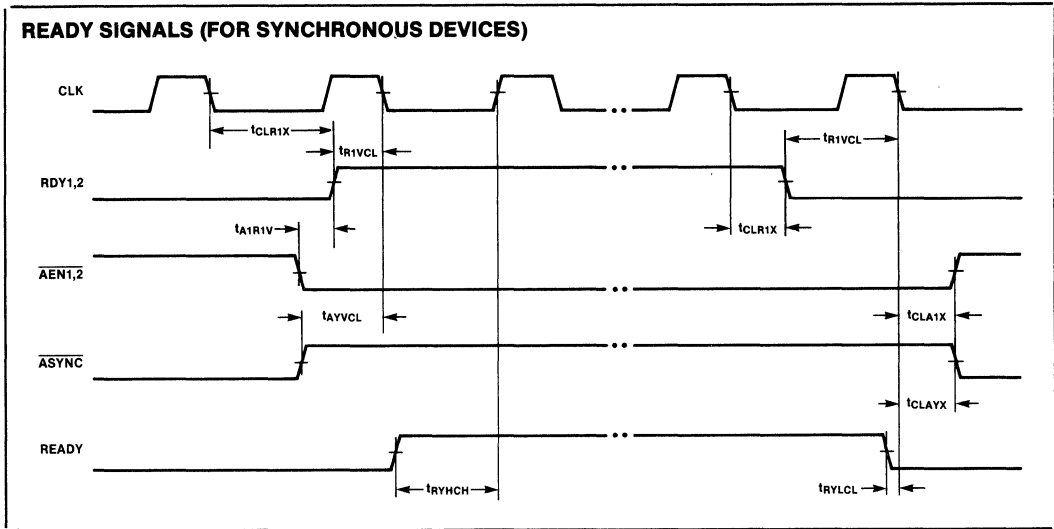 READY SIGNALS (FOR SYNCHRONOUS DEVICES)
CLK
tCLR1X
tR1VCL
tR1VCL
RDY1,2
tA1R1V
tCLR1X
AEN1,2
tAYVCL
tCLA1X
ASYNC
tCLAYX
READY
tRYHCH
tRYLCL